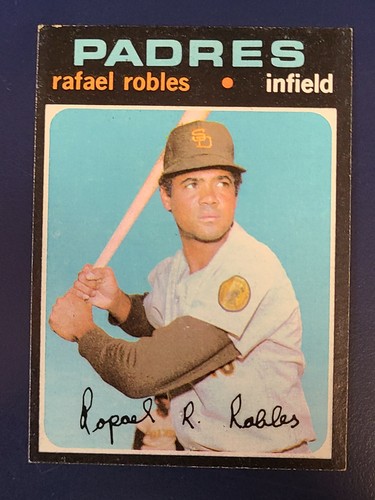 PADRES
rafael robles • infield
SD
Rapael R. Robles